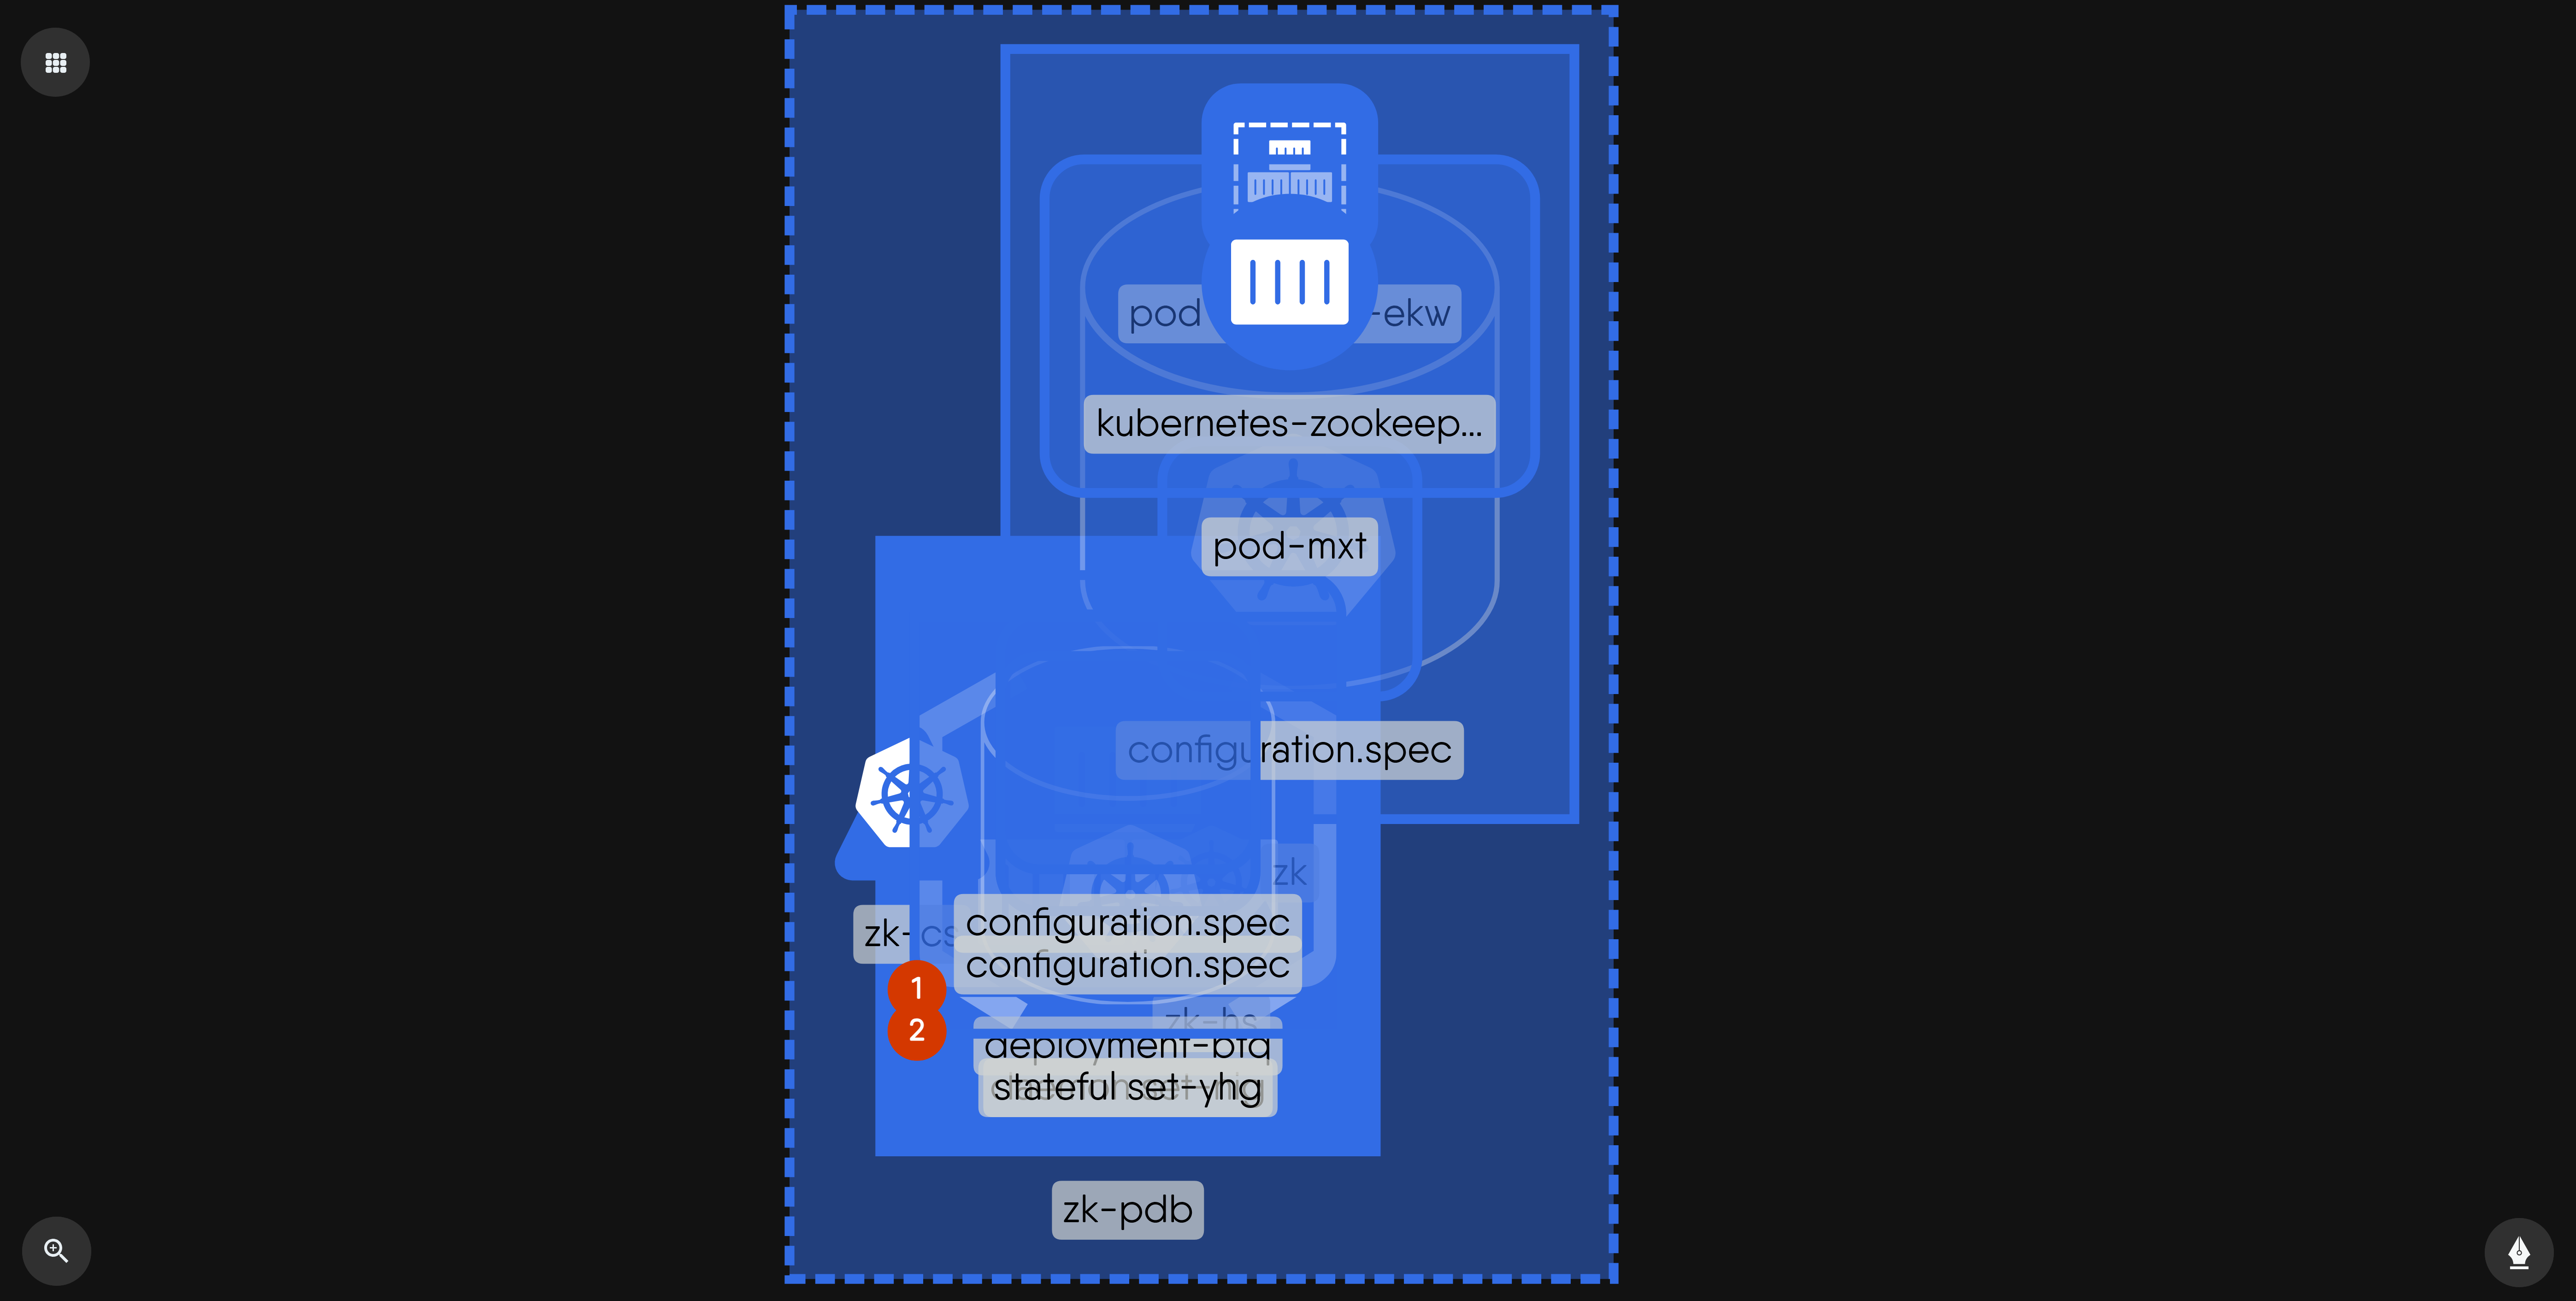 pod -ekw
kubernetes-zookeep...
pod-mxt
configuration.spec
zk
configuration.spec
zk-cs
configuration.spec
1
zk-hs
2
deployment-btq
stateful set-yhg
zk-pdb